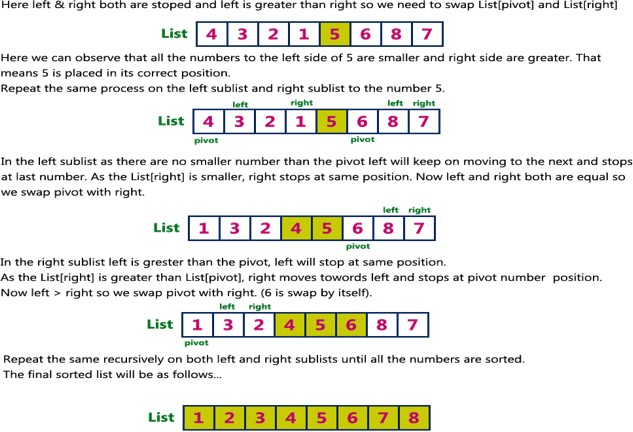 Here left & right both are stoped and left is greater than right so we need to swap List[pivot] and List[right]
List 4 3 2 1 5 6 8 7
Here we can observe that all the numbers to the left side of 5 are smaller and right side are greater. That
means 5 is placed in its correct position.
Repeat the same process on the left sublist and right sublist to the number 5.
left right left right
List 4 3 2 1 5 6 8 7
pivot pivot
In the left sublist as there are no smaller number than the pivot left will keep on moving to the next and stops
at last number. As the List[right] is smaller, right stops at same position. Now left and right both are equal so
we swap pivot with right.
left right
List 1 3 2 4 5 6 8 7
pivot
In the right sublist left is grester than the pivot, left will stop at same position.
As the List[right] is greater than List[pivot], right moves towords left and stops at pivot number position.
Now left > right so we swap pivot with right. (6 is swap by itself).
left right
List 1 3 2 4 5 6 8 7
pivot
Repeat the same recursively on both left and right sublists until all the numbers are sorted.
The final sorted list will be as follows...
List 1 2 3 4 5 6 7 8